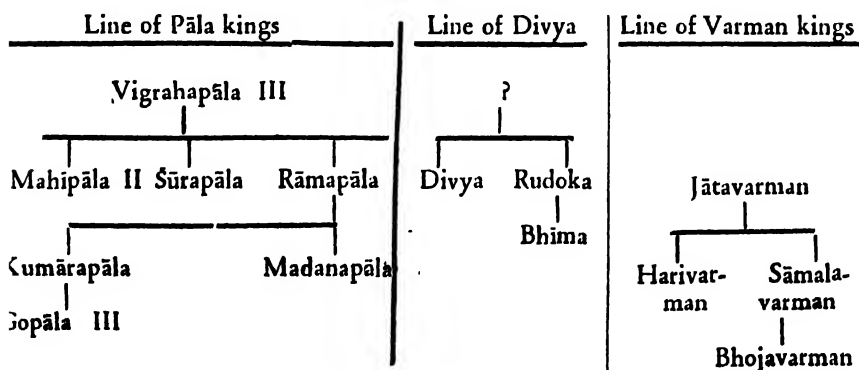 Line of Pāla kings
Vigrahapāla III
Mahipāla II Śūrapāla Rāmapāla
Kumārapāla Madanapāla
Gopāla III
Line of Divya
?
Divya Rudoka
Bhīma
Line of Varman kings
Jātavarman
Harivar-
man
Sāmala-
varman
Bhojavarman